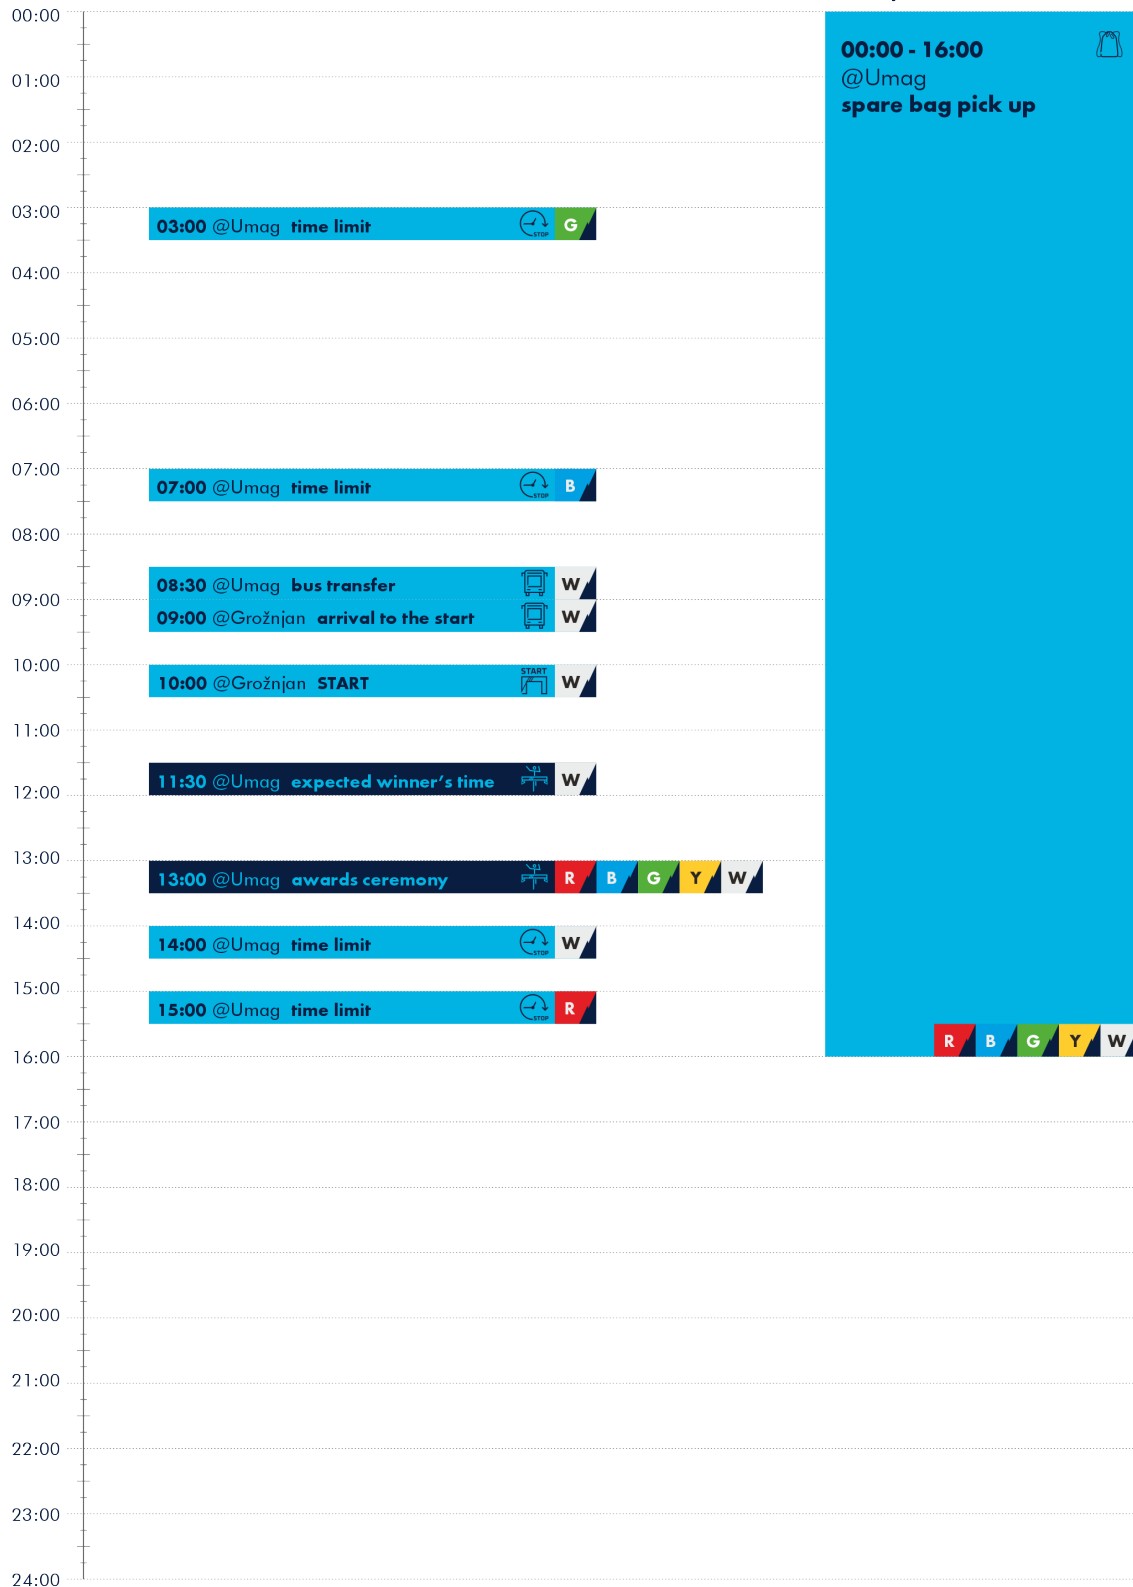 00:00
00:00 - 16:00
@Umag
spare bag pick up
01:00
02:00
03:00
03:00 @Umag time limit STOP G
04:00
05:00
06:00
07:00
07:00 @Umag time limit STOP B
08:00
08:30 @Umag bus transfer W
09:00
09:00 @Grožnjan arrival to the start W
10:00
START
10:00 @Grožnjan START W
11:00
11:30 @Umag expected winner's time W
12:00
13:00
13:00 @Umag awards ceremony R B G Y W
14:00
14:00 @Umag time limit STOP W
15:00
15:00 @Umag time limit STOP R
R B G Y W
16:00
17:00
18:00
19:00
20:00
21:00
22:00
23:00
24:00